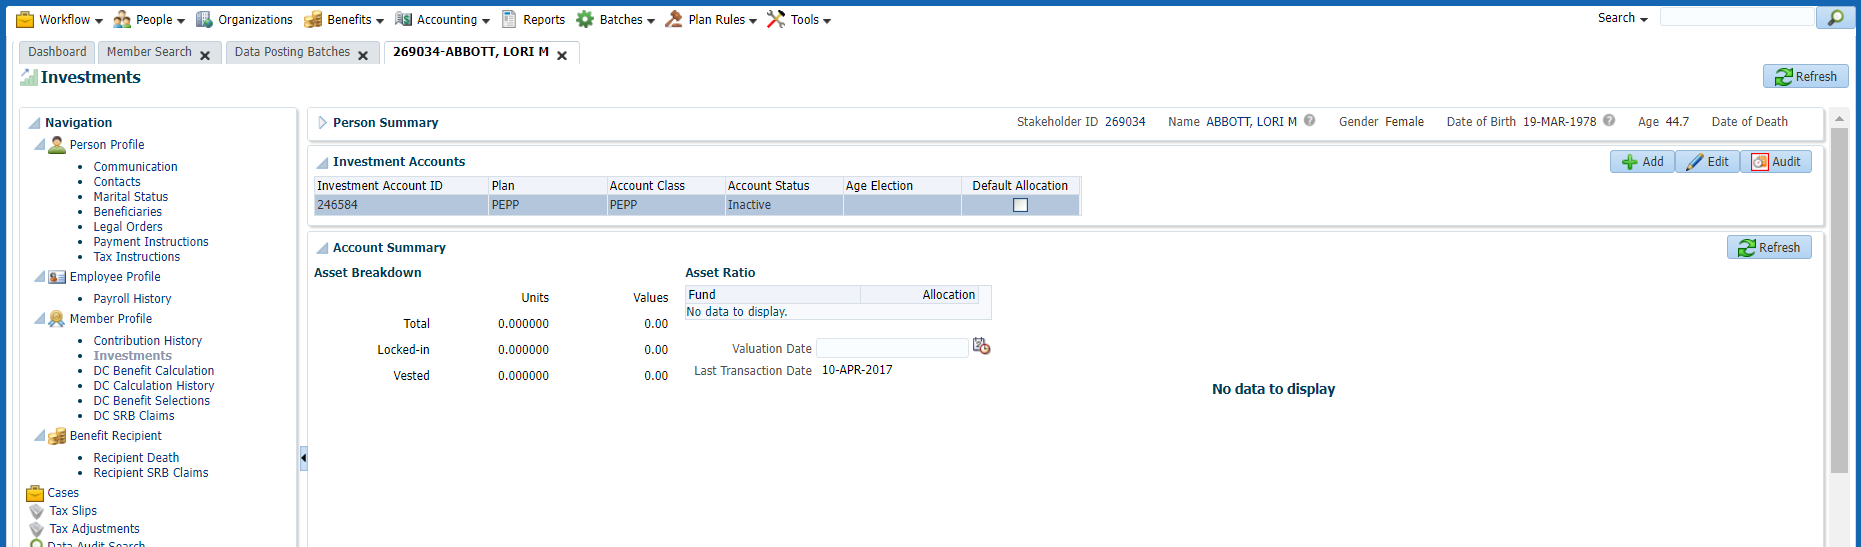 Workflow People Organizations Benefits Accounting Reports Batches Plan Rules Tools Search
Dashboard Member Search Data Posting Batches 269034-ABBOTT, LORI M
Investments Refresh
Navigation
Person Profile
Communication
Contacts
Marital Status
Beneficiaries
Legal Orders
Payment Instructions
Tax Instructions
Employee Profile
Payroll History
Member Profile
Contribution History
Investments
DC Benefit Calculation
DC Calculation History
DC Benefit Selections
DC SRB Claims
Benefit Recipient
Recipient Death
Recipient SRB Claims
Cases
Tax Slips
Tax Adjustments
Data Audit Search
Person Summary Stakeholder ID 269034 Name ABBOTT, LORI M Gender Female Date of Birth 19-MAR-1978 Age 44.7 Date of Death
Investment Accounts Add Edit Audit
Investment Account ID Plan Account Class Account Status Age Election Default Allocation
246584 PEPP PEPP Inactive
Account Summary Refresh
Asset Breakdown
Units Values
Total 0.000000 0.00
Locked-in 0.000000 0.00
Vested 0.000000 0.00
Asset Ratio
Fund Allocation
No data to display.
Valuation Date
Last Transaction Date 10-APR-2017
No data to display